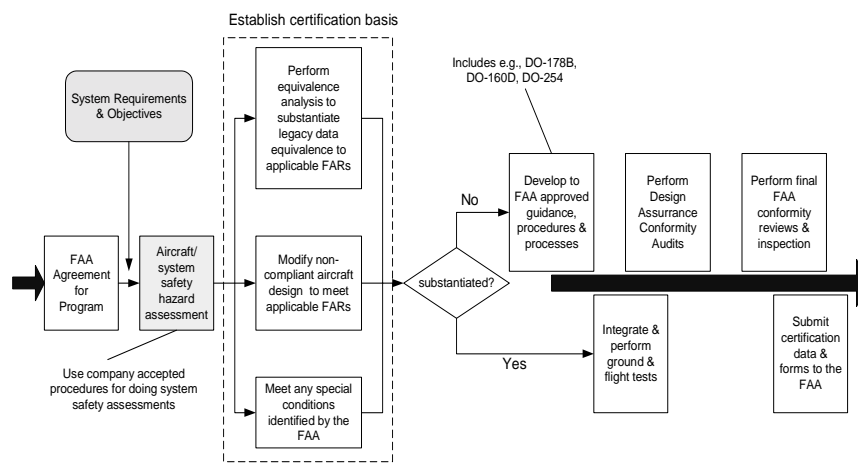 Establish certification basis
Includes e.g., DO-178B,
DO-160D, DO-254
System Requirements
& Objectives
Perform
equivalence
analysis to
substantiate
legacy data
equivalence to
applicable FARs
FAA
Agreement
for
Program
Aircraft/
system
safety
hazard
assessment
Use company accepted
procedures for doing system
safety assessments
Modify non-
compliant aircraft
design to meet
applicable FARs
Meet any special
conditions
identified by the
FAA
substantiated?
No
Yes
Develop to
FAA approved
guidance,
procedures &
processes
Perform
Design
Assurrance
Conformity
Audits
Perform final
FAA
conformity
reviews &
inspection
Integrate &
perform
ground &
flight tests
Submit
certification
data &
forms to the
FAA